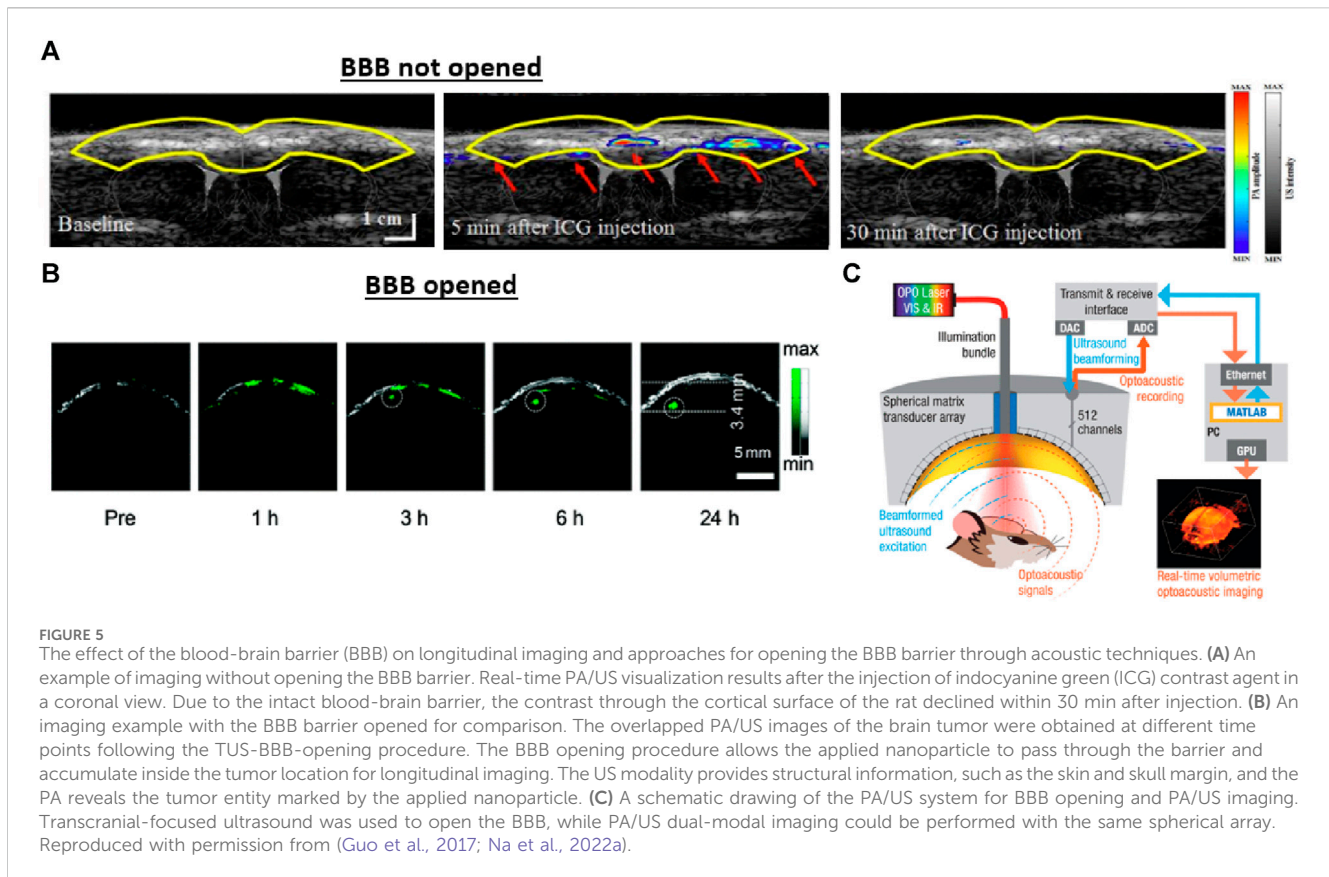 A
BBB not opened
Baseline
1 cm
5 min after ICG injection
30 min after ICG injection
MAX
MIN
PA amplitude
MAX
MIN
US intensity
B
BBB opened
Pre
1 h
3 h
6 h
24 h
3.4 mm
5 mm
max
min
C
OPO Laser
VIS & IR
Illumination
bundle
Transmit & receive
interface
DAC
ADC
Ultrasound
beamforming
Optoacoustic
recording
Ethernet
MATLAB
PC
GPU
Spherical matrix
transducer array
512
channels
Beamformed
ultrasound
excitation
Optoacoustic
signals
Real-time volumetric
optoacoustic imaging
FIGURE 5
The effect of the blood-brain barrier (BBB) on longitudinal imaging and approaches for opening the BBB barrier through acoustic techniques. (A) An
example of imaging without opening the BBB barrier. Real-time PA/US visualization results after the injection of indocyanine green (ICG) contrast agent in
a coronal view. Due to the intact blood-brain barrier, the contrast through the cortical surface of the rat declined within 30 min after injection. (B) An
imaging example with the BBB barrier opened for comparison. The overlapped PA/US images of the brain tumor were obtained at different time
points following the TUS-BBB-opening procedure. The BBB opening procedure allows the applied nanoparticle to pass through the barrier and
accumulate inside the tumor location for longitudinal imaging. The US modality provides structural information, such as the skin and skull margin, and the
PA reveals the tumor entity marked by the applied nanoparticle. (C) A schematic drawing of the PA/US system for BBB opening and PA/US imaging.
Transcranial-focused ultrasound was used to open the BBB, while PA/US dual-modal imaging could be performed with the same spherical array.
Reproduced with permission from (Guo et al., 2017; Na et al., 2022a).